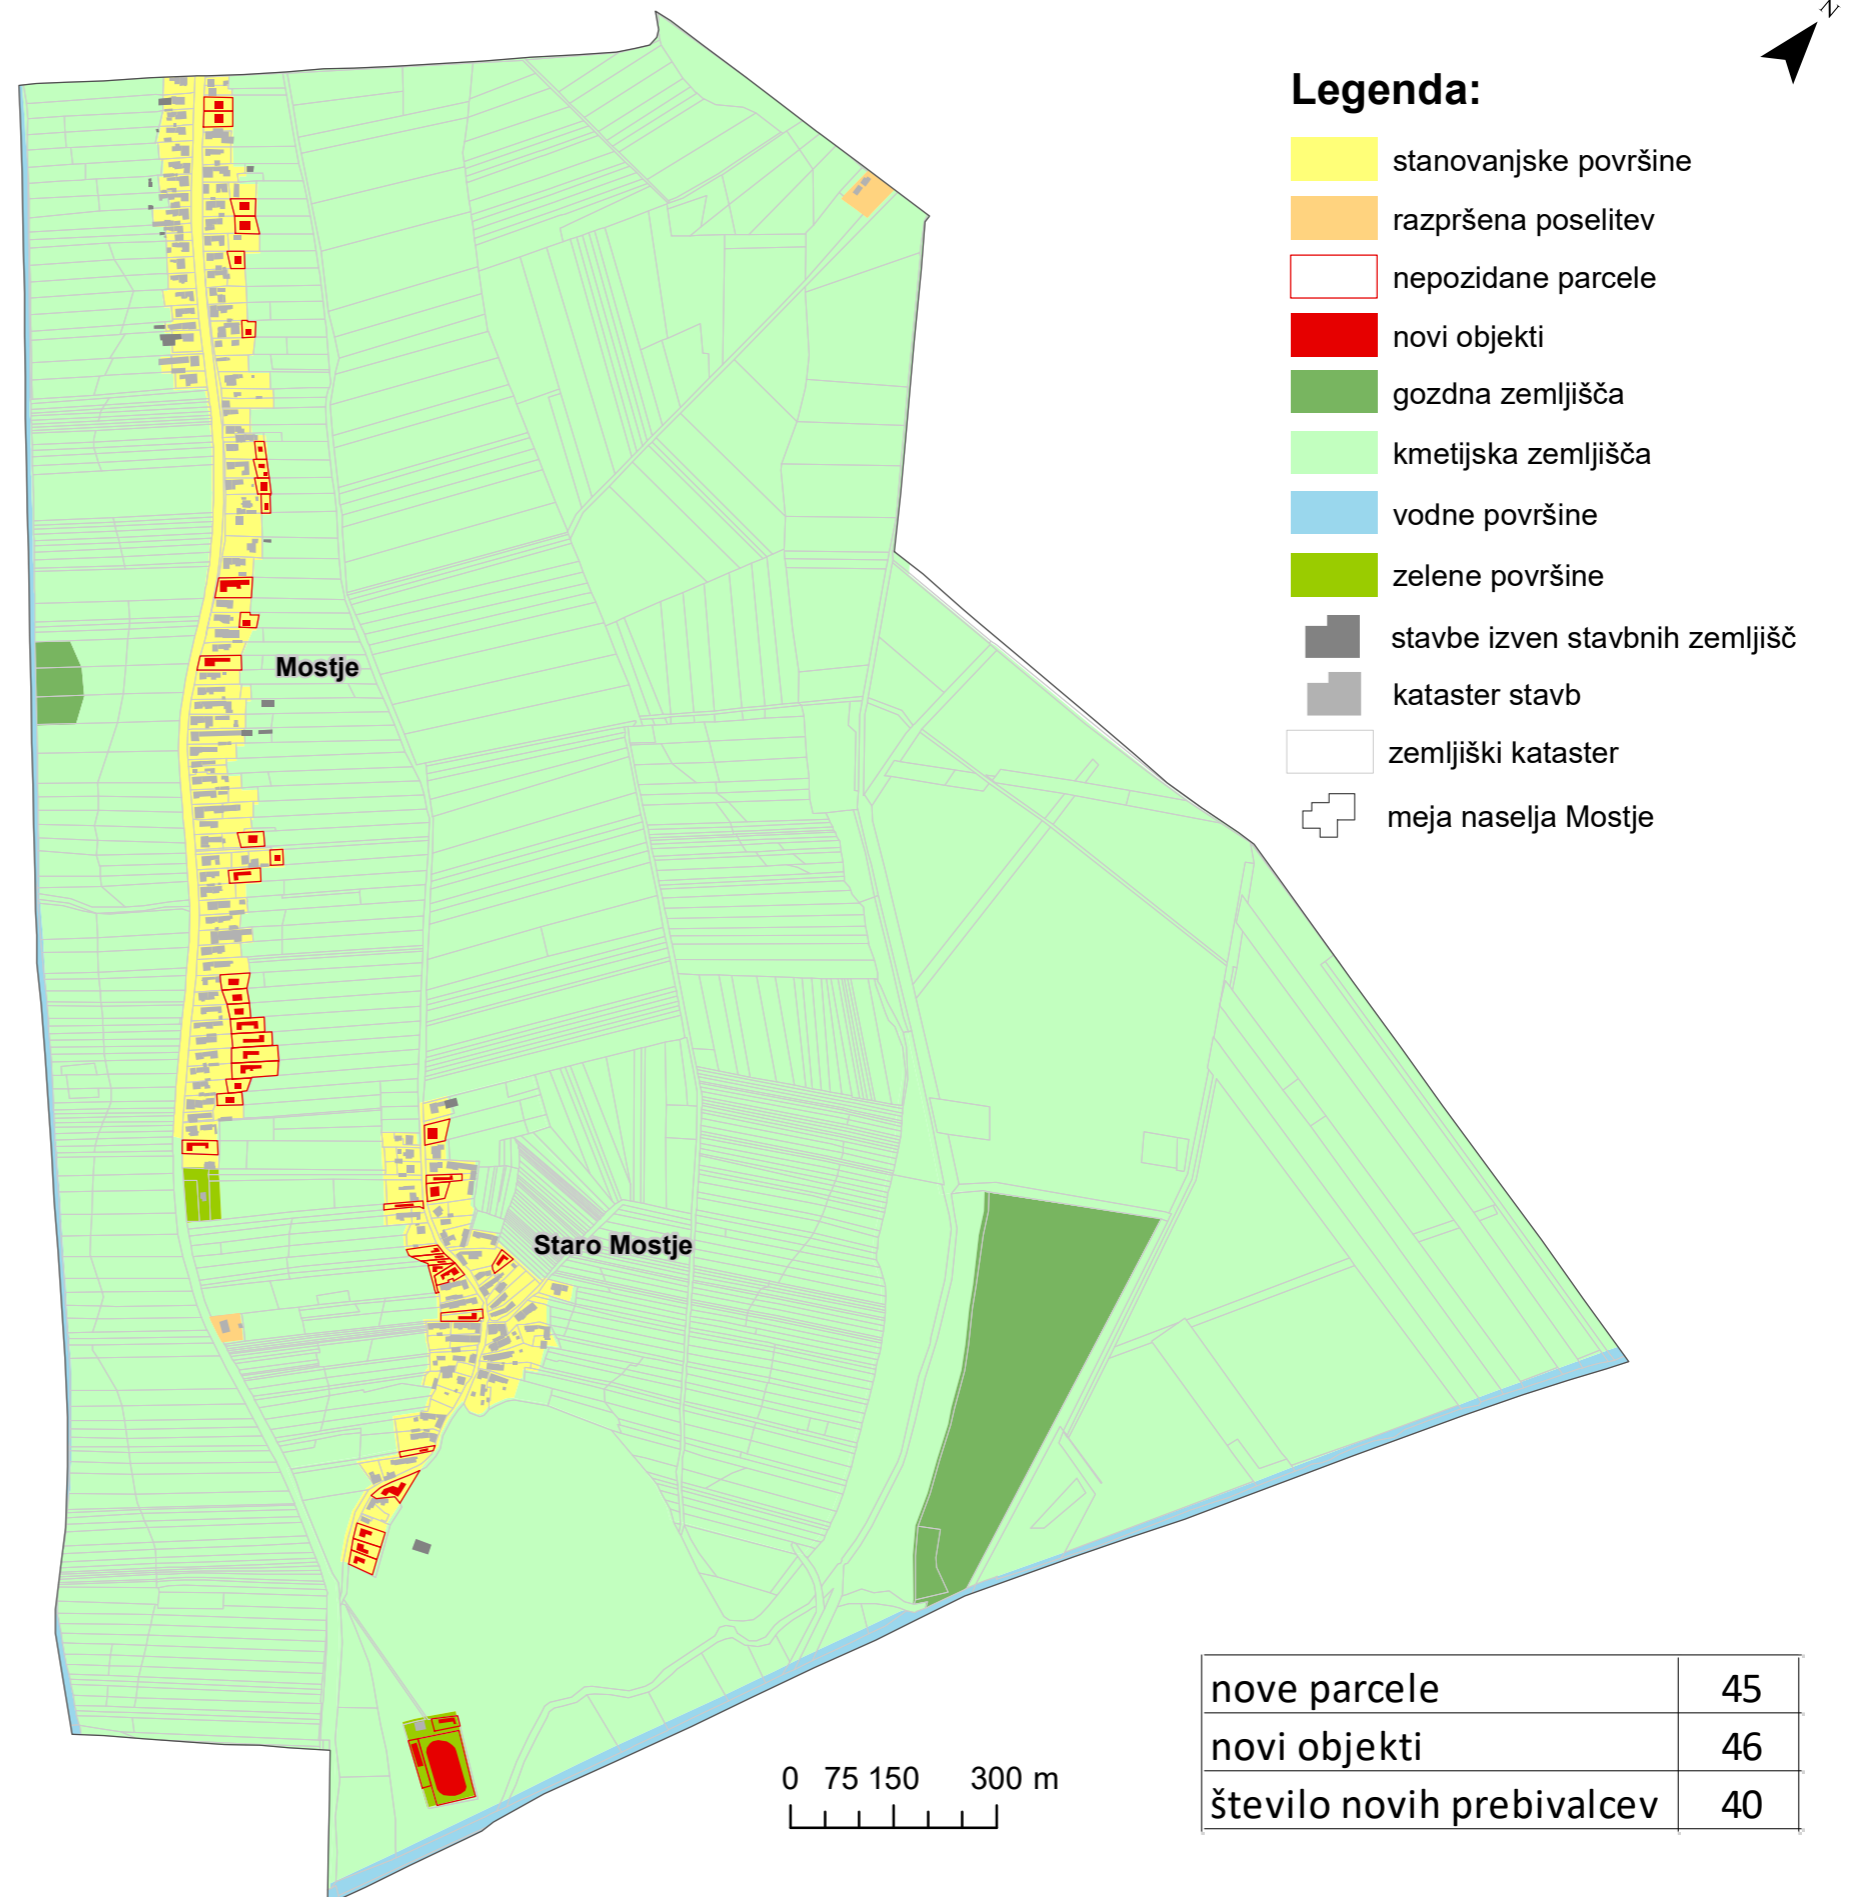 N
Legenda:
stanovanjske površine
razpršena poselitev
nepozidane parcele
novi objekti
gozdna zemljišča
kmetijska zemljišča
vodne površine
zelene površine
stavbe izven stavbnih zemljišč
kataster stavb
zemljiški kataster
meja naselja Mostje
Mostje
Staro Mostje
0 75 150 300 m
nove parcele 45
novi objekti 46
število novih prebivalcev 40